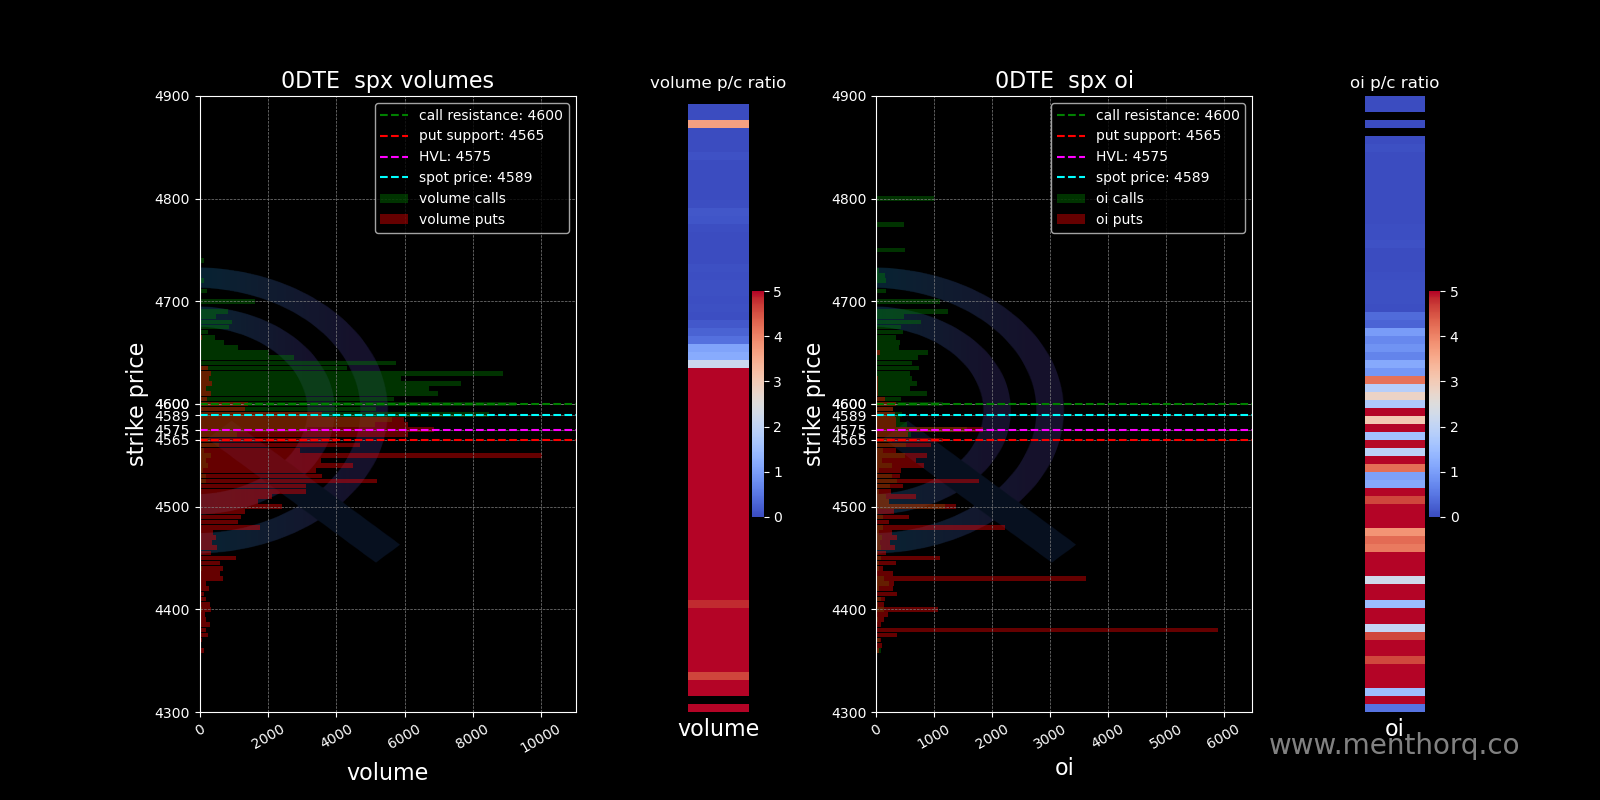 0DTE  spx volumes
4900
4800
4700
4600
4589
4575
4565
4500
4400
4300
strike price
call resistance: 4600
put support: 4565
HVL: 4575
spot price: 4589
volume calls
volume puts
0
2000
4000
6000
8000
10000
volume
volume p/c ratio
5
4
3
2
1
0
volume
0DTE  spx oi
4900
4800
4700
4600
4589
4575
4565
4500
4400
4300
strike price
call resistance: 4600
put support: 4565
HVL: 4575
spot price: 4589
oi calls
oi puts
0
1000
2000
3000
4000
5000
6000
oi
oi p/c ratio
5
4
3
2
1
0
oi
www.menthorq.co